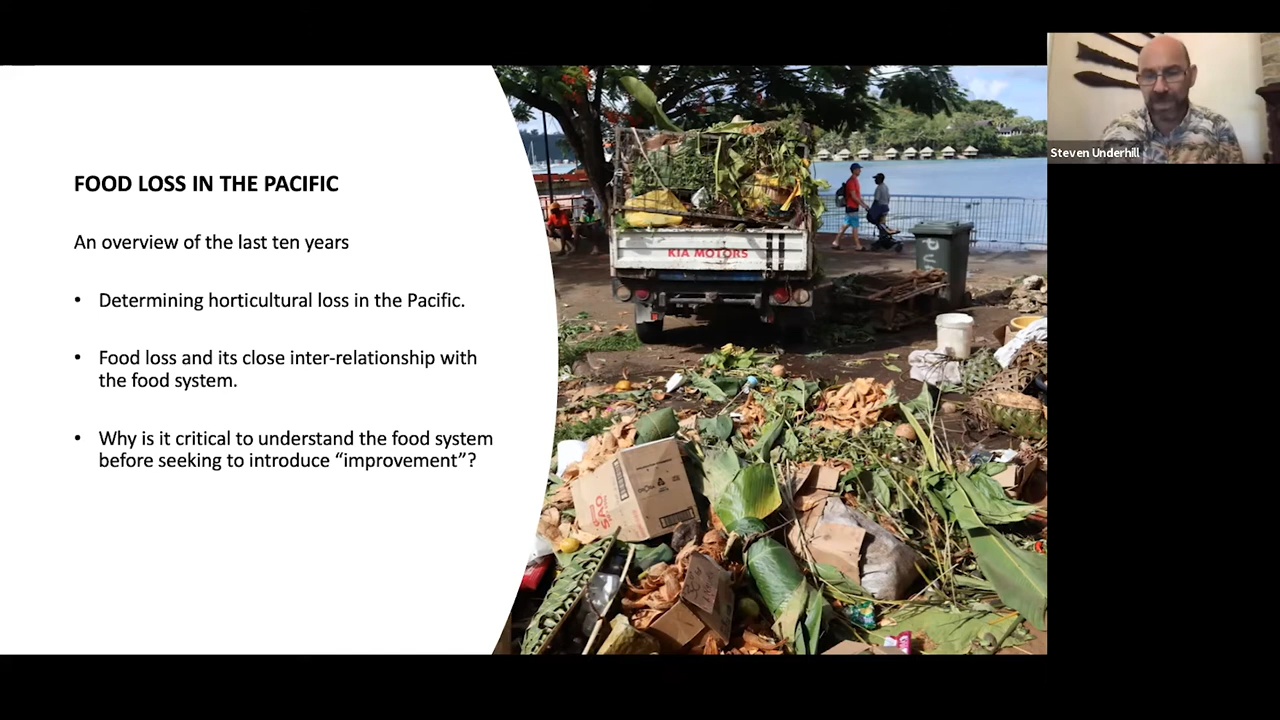 FOOD LOSS IN THE PACIFIC
An overview of the last ten years
• Determining horticultural loss in the Pacific.
• Food loss and its close inter-relationship with
the food system.
• Why is it critical to understand the food system
before seeking to introduce “improvement”?
KIA MOTORS
Steven Underhill